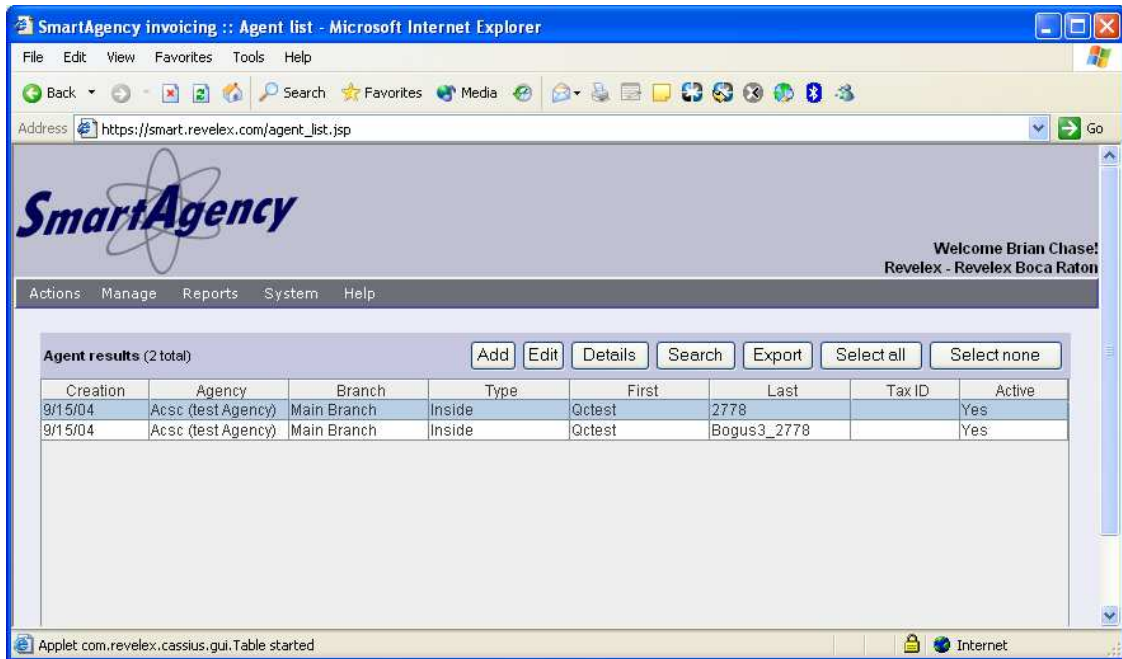 SmartAgency invoicing :: Agent list - Microsoft Internet Explorer
File Edit View Favorites Tools Help
Back Search Favorites Media
Address https://smart.revelex.com/agent_list.jsp Go
SmartAgency
Welcome Brian Chase!
Revelex - Revelex Boca Raton
Actions Manage Reports System Help
Agent results (2 total) Add Edit Details Search Export Select all Select none
Creation Agency Branch Type First Last Tax ID Active
9/15/04 Acsc (test Agency) Main Branch Inside Qctest 2778 Yes
9/15/04 Acsc (test Agency) Main Branch Inside Qctest Bogus3_2778 Yes
Applet com.revelex.cassius.gui.Table started Internet